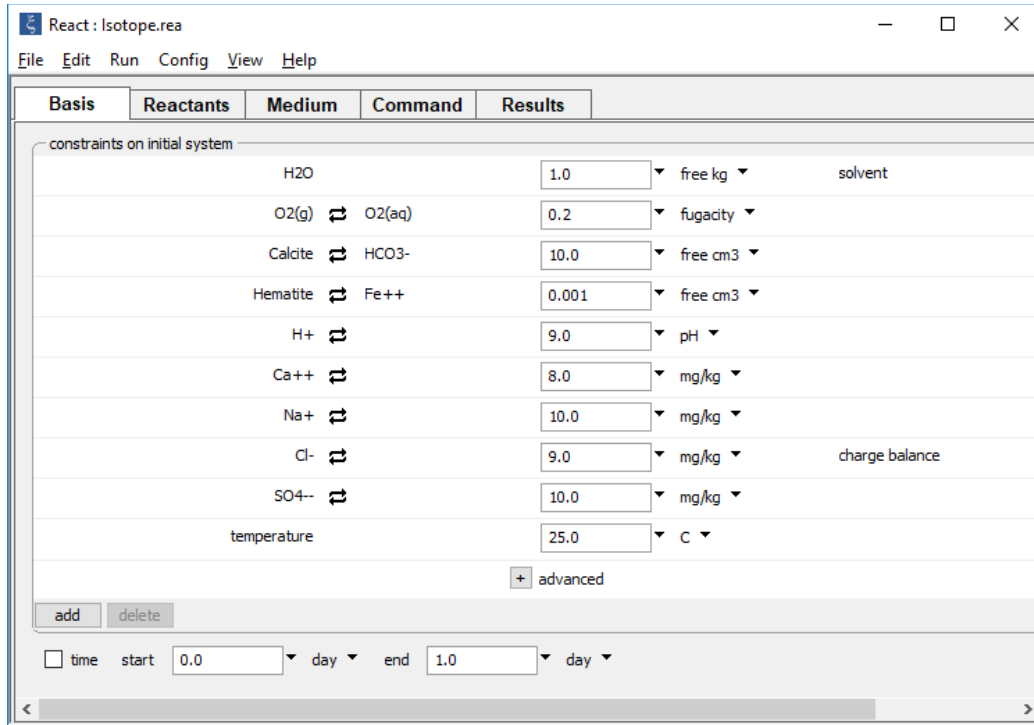 React : Isotope.rea
File Edit Run Config View Help
Basis Reactants Medium Command Results
constraints on initial system
H2O 1.0 free kg solvent
O2(g) O2(aq) 0.2 fugacity
Calcite HCO3- 10.0 free cm3
Hematite Fe++ 0.001 free cm3
H+ 9.0 pH
Ca++ 8.0 mg/kg
Na+ 10.0 mg/kg
Cl- 9.0 mg/kg charge balance
SO4-- 10.0 mg/kg
temperature 25.0 C
+ advanced
add delete
time start 0.0 day end 1.0 day